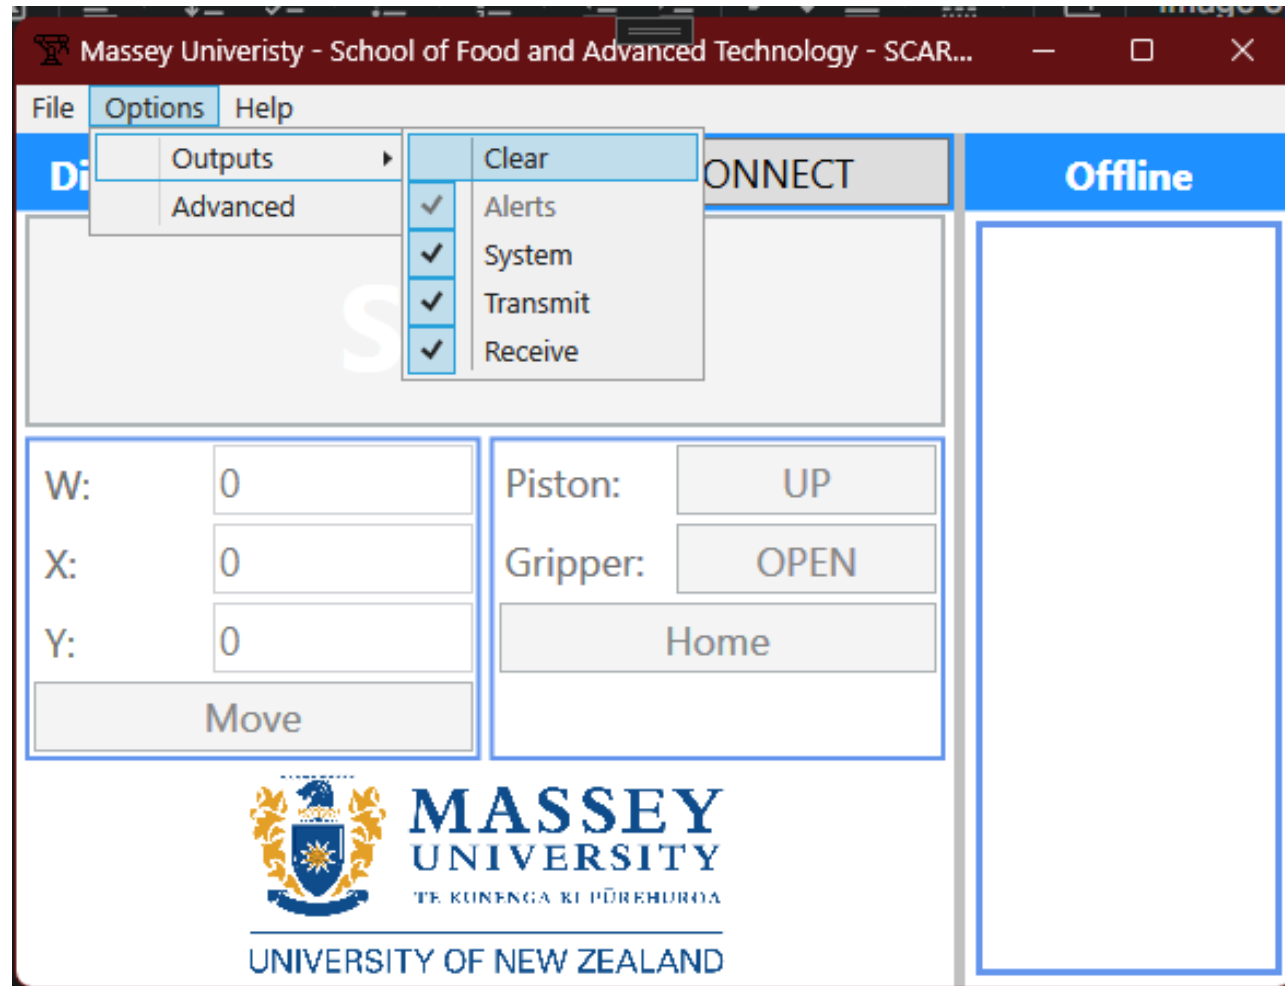 Massey Univeristy - School of Food and Advanced Technology - SCAR...
File Options Help
Outputs
Advanced
Clear
Alerts
System
Transmit
Receive
Di
ONNECT
Offline
S
W: 0
X: 0
Y: 0
Move
Piston: UP
Gripper: OPEN
Home
MASSEY
UNIVERSITY
TE KUNENGA KI PŪREHUROA
UNIVERSITY OF NEW ZEALAND